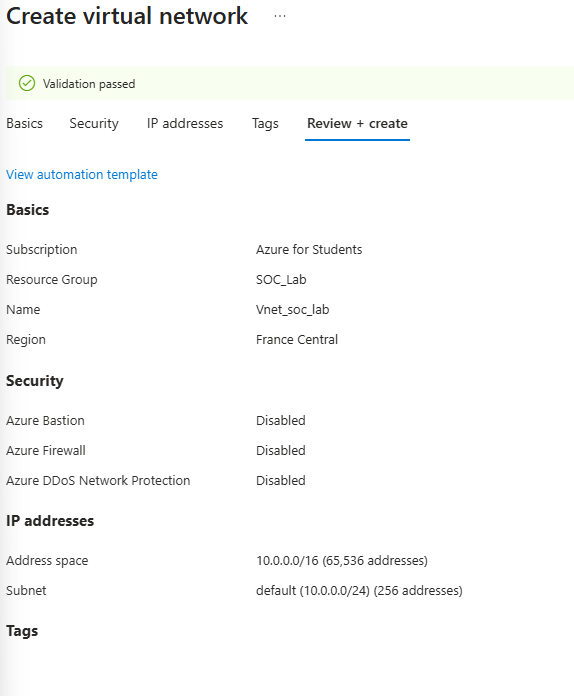 Create virtual network ...
Validation passed
Basics Security IP addresses Tags Review + create
View automation template
Basics
Subscription Azure for Students
Resource Group SOC_Lab
Name Vnet_soc_lab
Region France Central
Security
Azure Bastion Disabled
Azure Firewall Disabled
Azure DDoS Network Protection Disabled
IP addresses
Address space 10.0.0.0/16 (65,536 addresses)
Subnet default (10.0.0.0/24) (256 addresses)
Tags